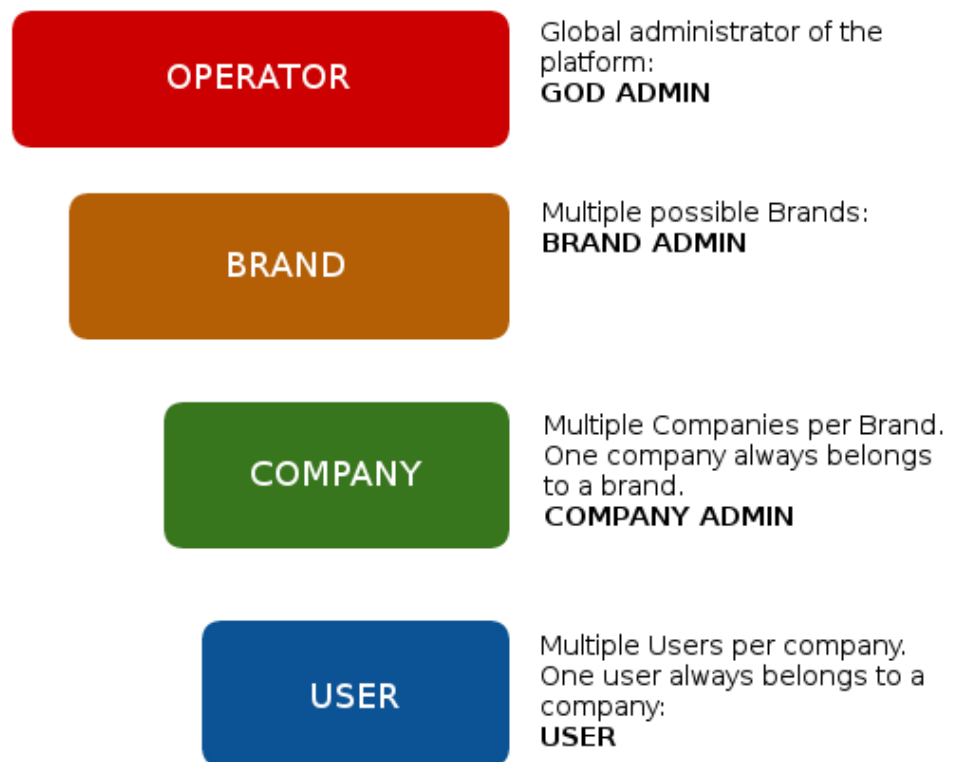 OPERATOR
Global administrator of the
platform:
GOD ADMIN
BRAND
Multiple possible Brands:
BRAND ADMIN
COMPANY
Multiple Companies per Brand.
One company always belongs
to a brand.
COMPANY ADMIN
USER
Multiple Users per company.
One user always belongs to a
company:
USER